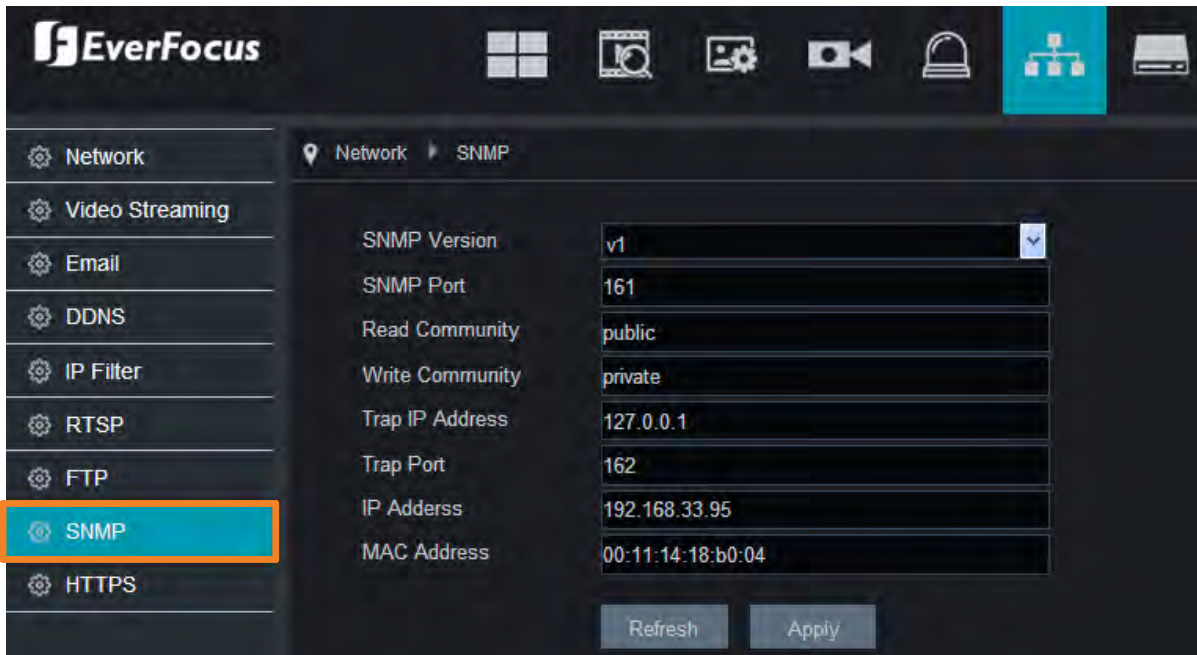 EverFocus
Network
Video Streaming
Email
DDNS
IP Filter
RTSP
FTP
SNMP
HTTPS
Network SNMP
SNMP Version v1
SNMP Port 161
Read Community public
Write Community private
Trap IP Address 127.0.0.1
Trap Port 162
IP Adderss 192.168.33.95
MAC Address 00:11:14:18:b0:04
Refresh Apply